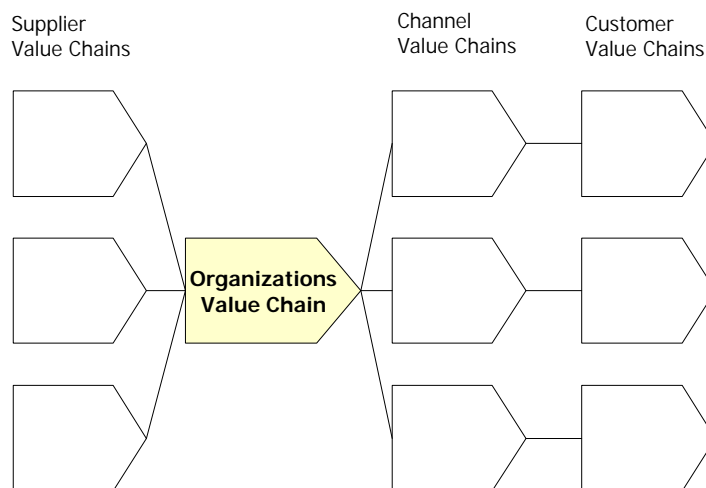 Supplier
Value Chains
Channel
Value Chains
Customer
Value Chains
Organizations
Value Chain